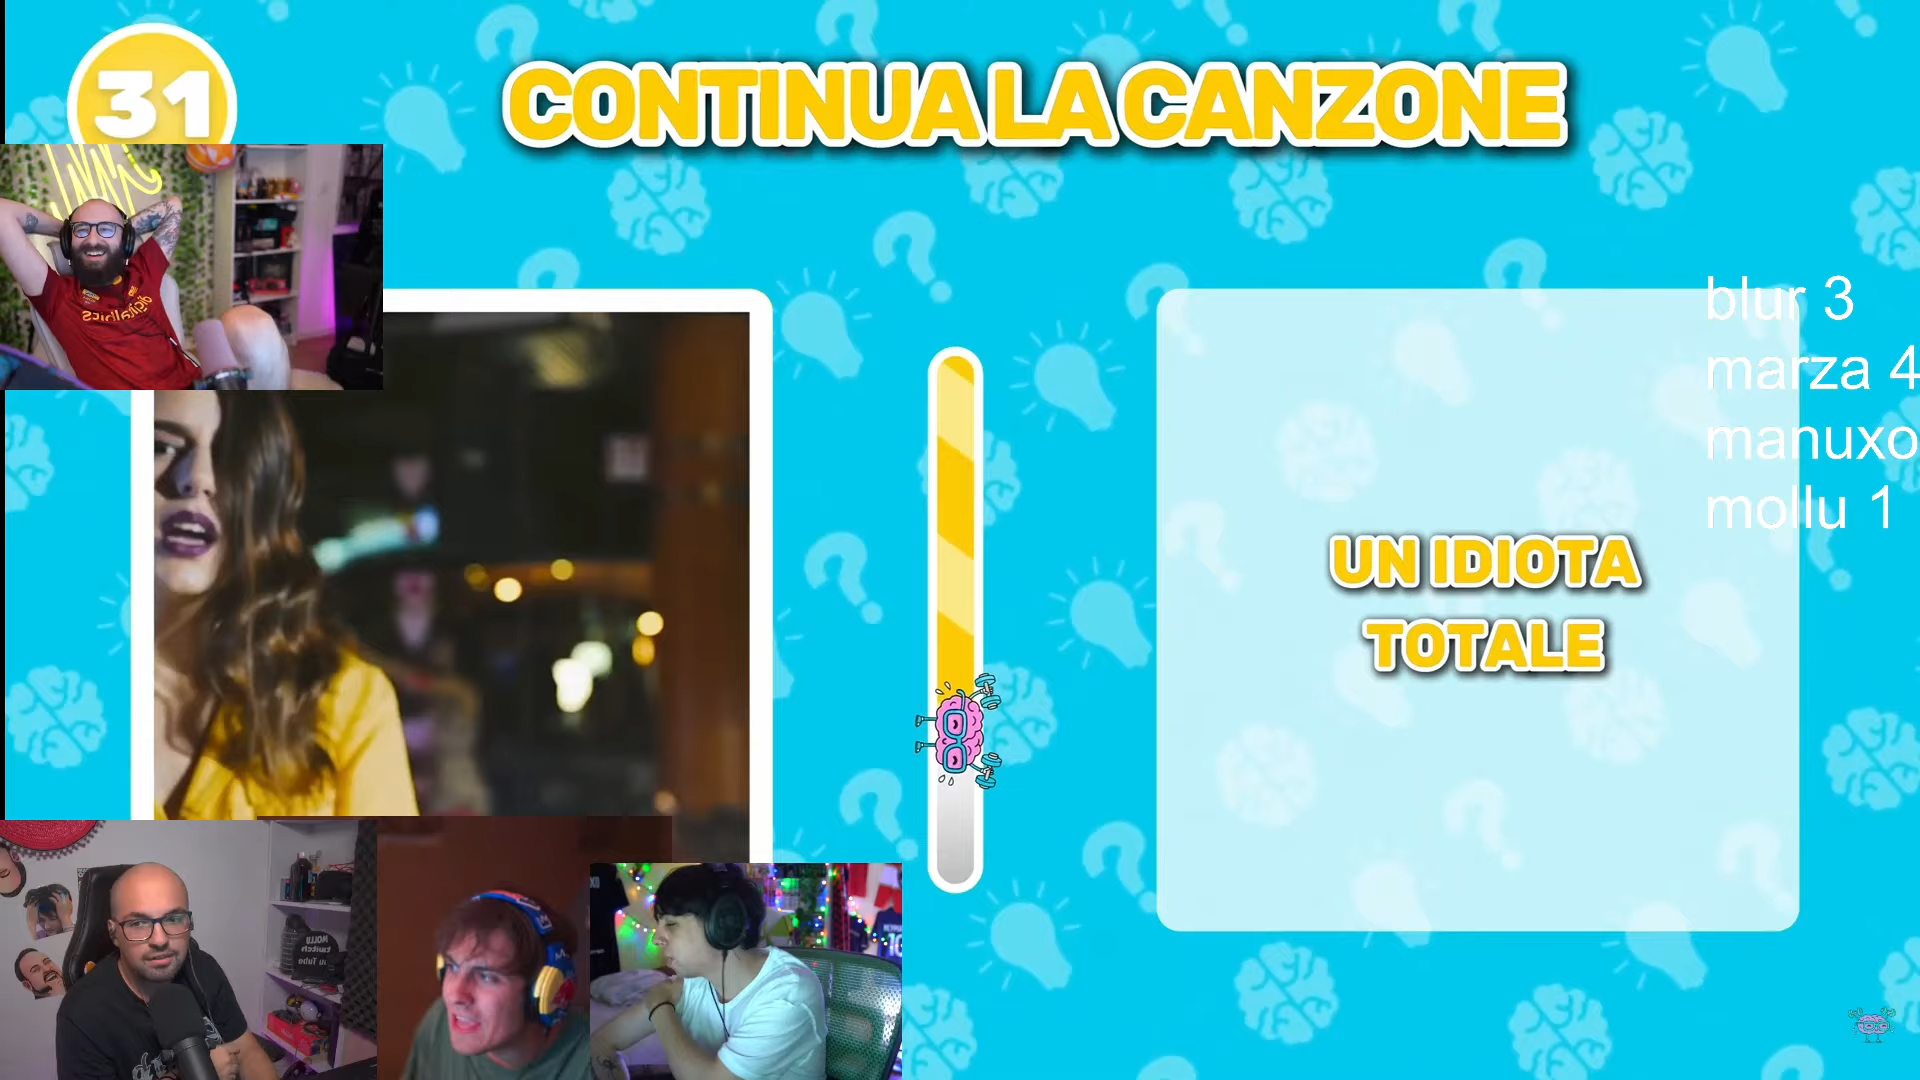 31
CONTINUA LA CANZONE
blur 3
marza 4
manuxo
mollu 1
UN IDIOTA
TOTALE